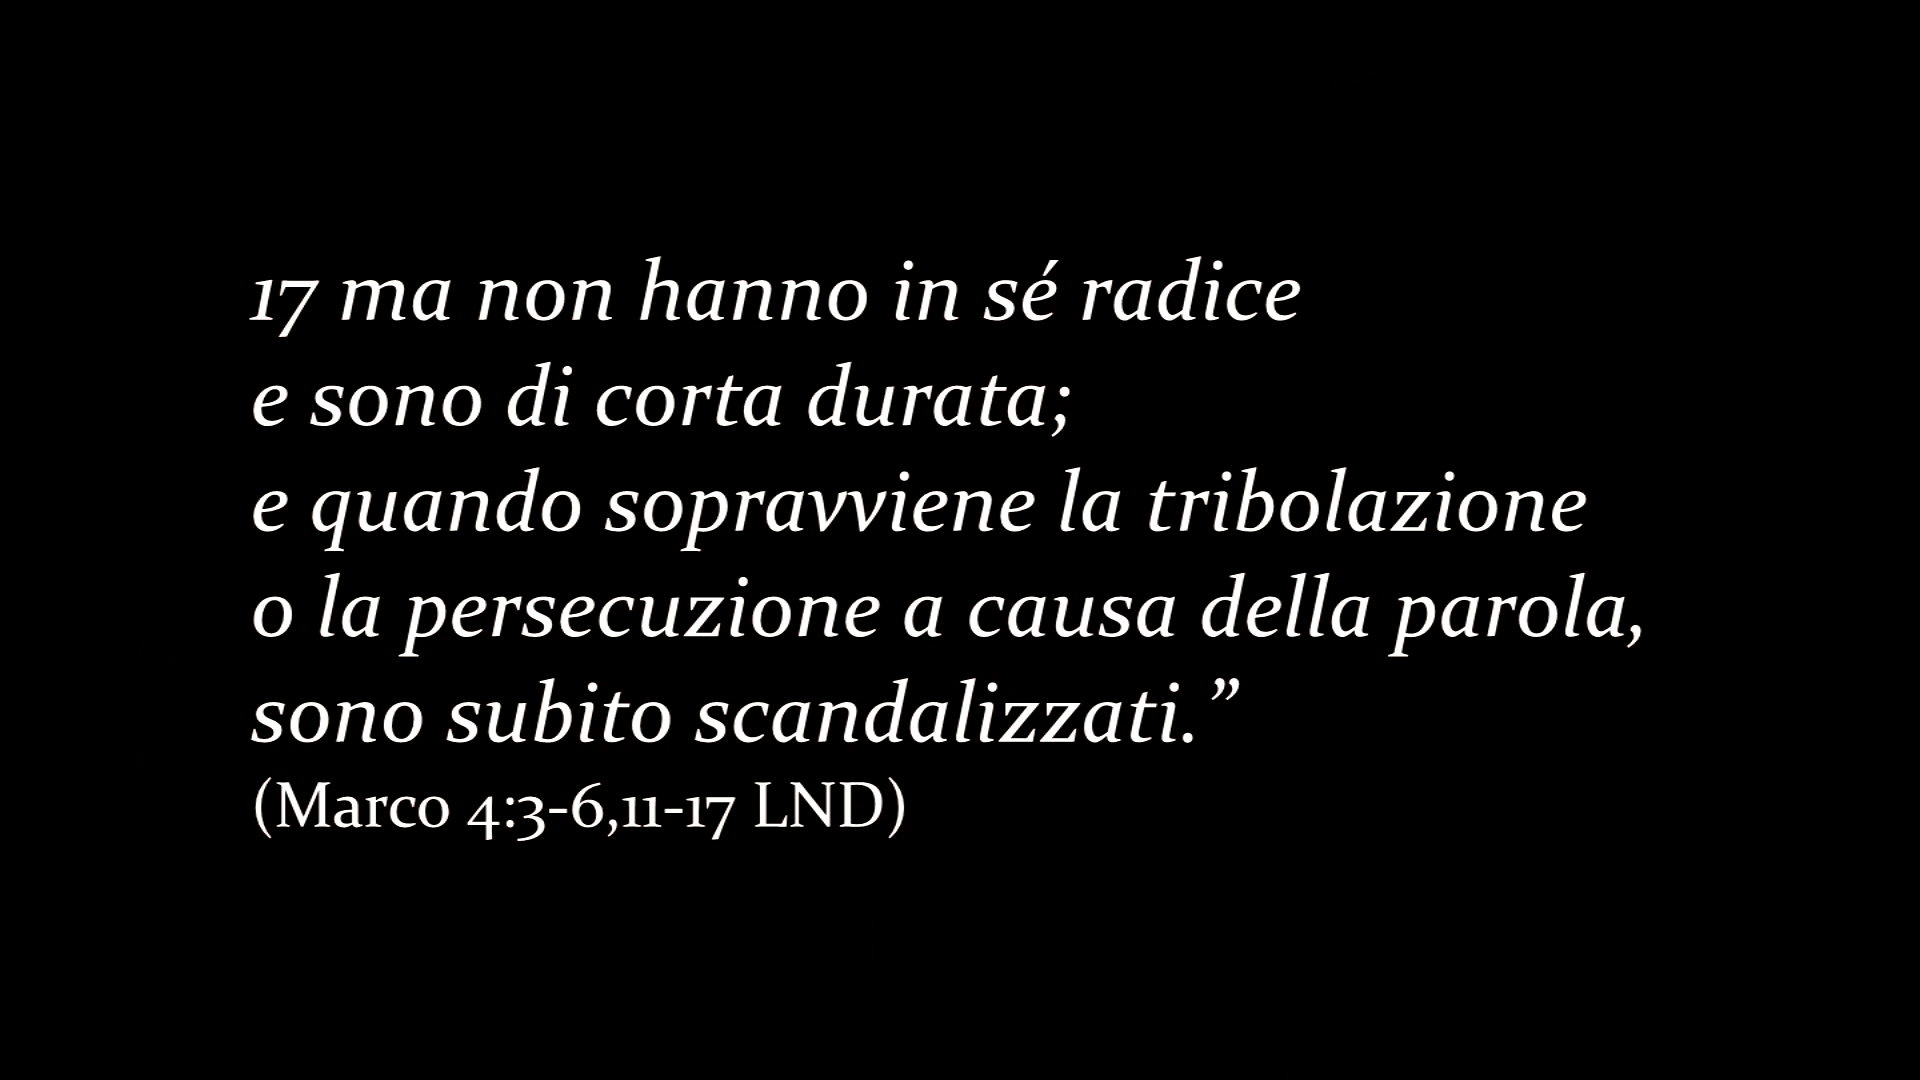 17 ma non hanno in sé radice
e sono di corta durata;
e quando sopravviene la tribolazione
o la persecuzione a causa della parola,
sono subito scandalizzati.”
(Marco 4:3-6,11-17 LND)